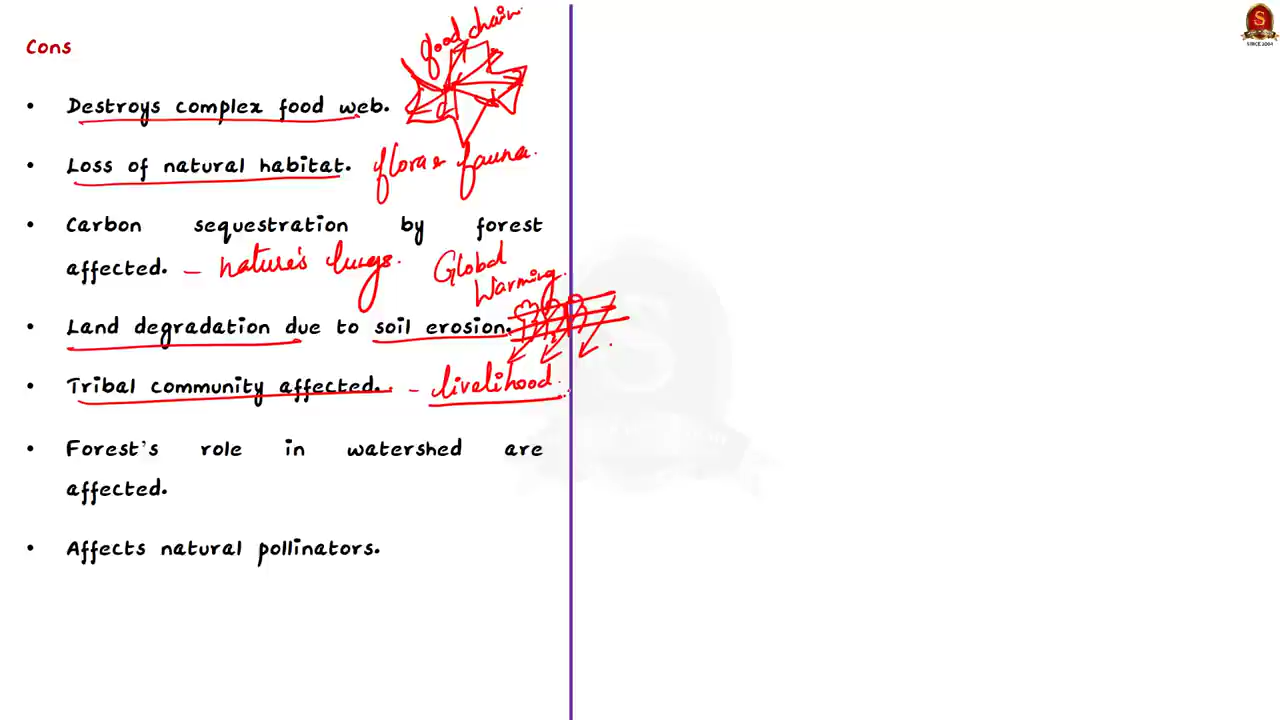 Cons
food chain.
• Destroys complex food web.
• Loss of natural habitat. flora & fauna.
• Carbon sequestration by forest
affected. – nature's lungs. Global
Warming.
• Land degradation due to soil erosion.
• Tribal community affected. - livelihood.
• Forest's role in watershed are
affected.
• Affects natural pollinators.
S
SINCE 2004